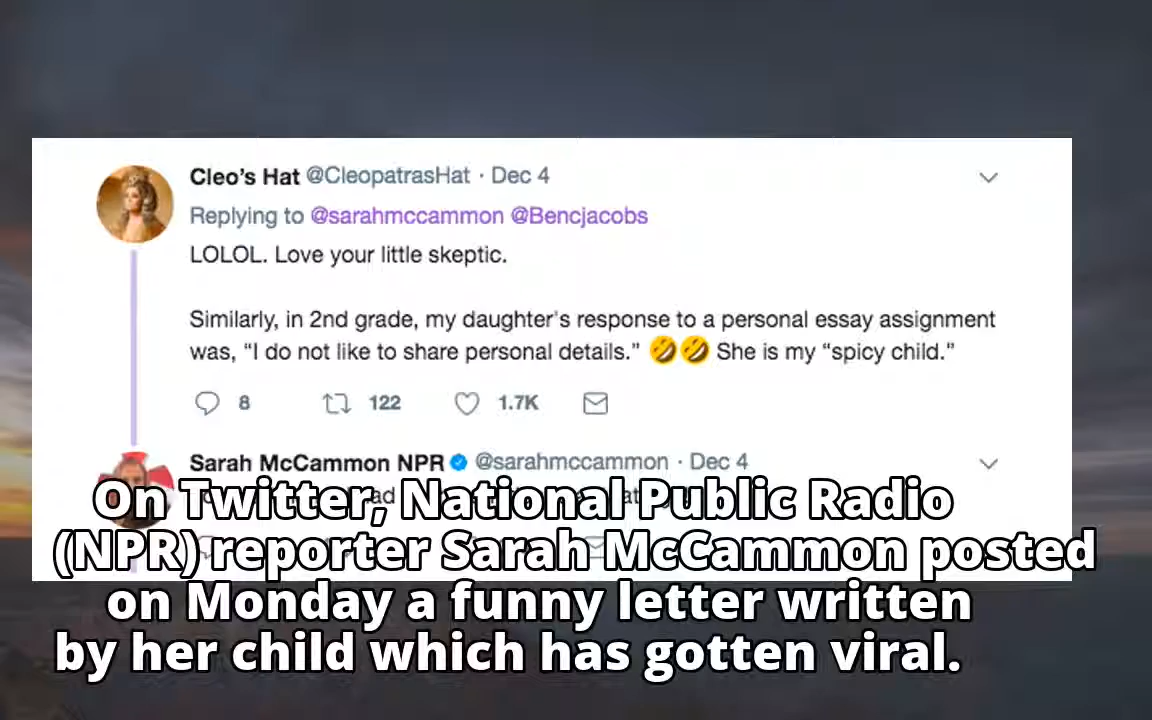 Cleo's Hat @CleopatrasHat · Dec 4
Replying to @sarahmccammon @Bencjacobs
LOLOL. Love your little skeptic.
Similarly, in 2nd grade, my daughter's response to a personal essay assignment
was, “I do not like to share personal details.” 🤣🤣 She is my “spicy child.”
8 122 1.7K
Sarah McCammon NPR @sarahmccammon · Dec 4
On Twitter, National Public Radio
(NPR) reporter Sarah McCammon posted
on Monday a funny letter written
by her child which has gotten viral.